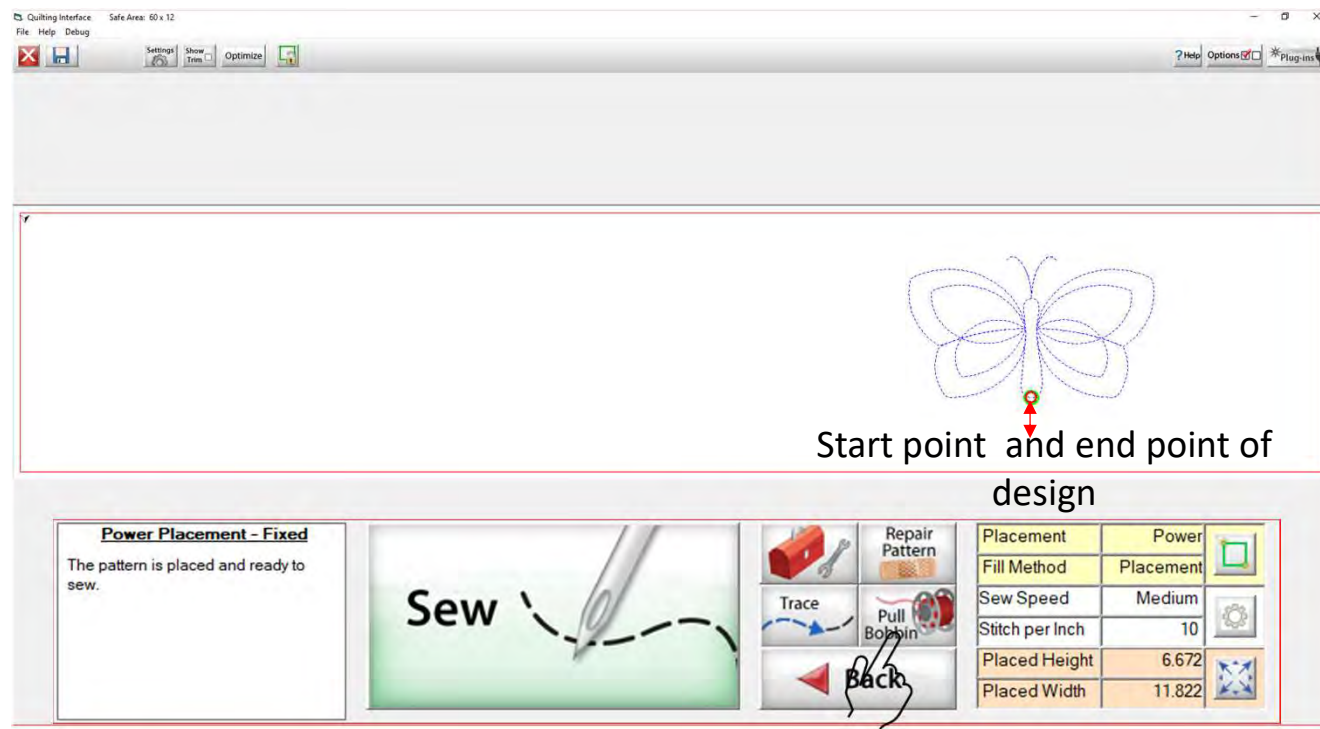 Quilting Interface Safe Area: 60 x 12
File Help Debug
Settings Show Trim Optimize ?Help Options Plug-ins
Start point and end point of
design
Power Placement - Fixed
The pattern is placed and ready to
sew.
Sew
Repair
Pattern
Trace
Pull
Bobbin
Back
Placement Power
Fill Method Placement
Sew Speed Medium
Stitch per Inch 10
Placed Height 6.672
Placed Width 11.822